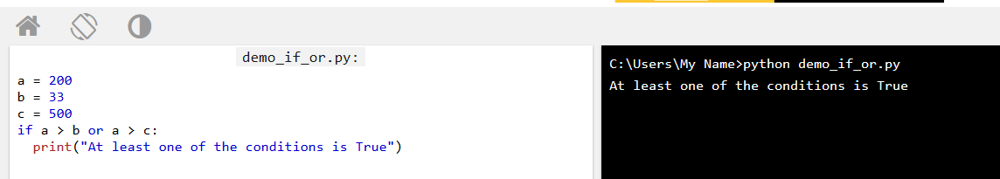 demo_if_or.py:
a = 200
b = 33
c = 500
if a > b or a > c:
  print("At least one of the conditions is True")
C:\Users\My Name>python demo_if_or.py
At least one of the conditions is True